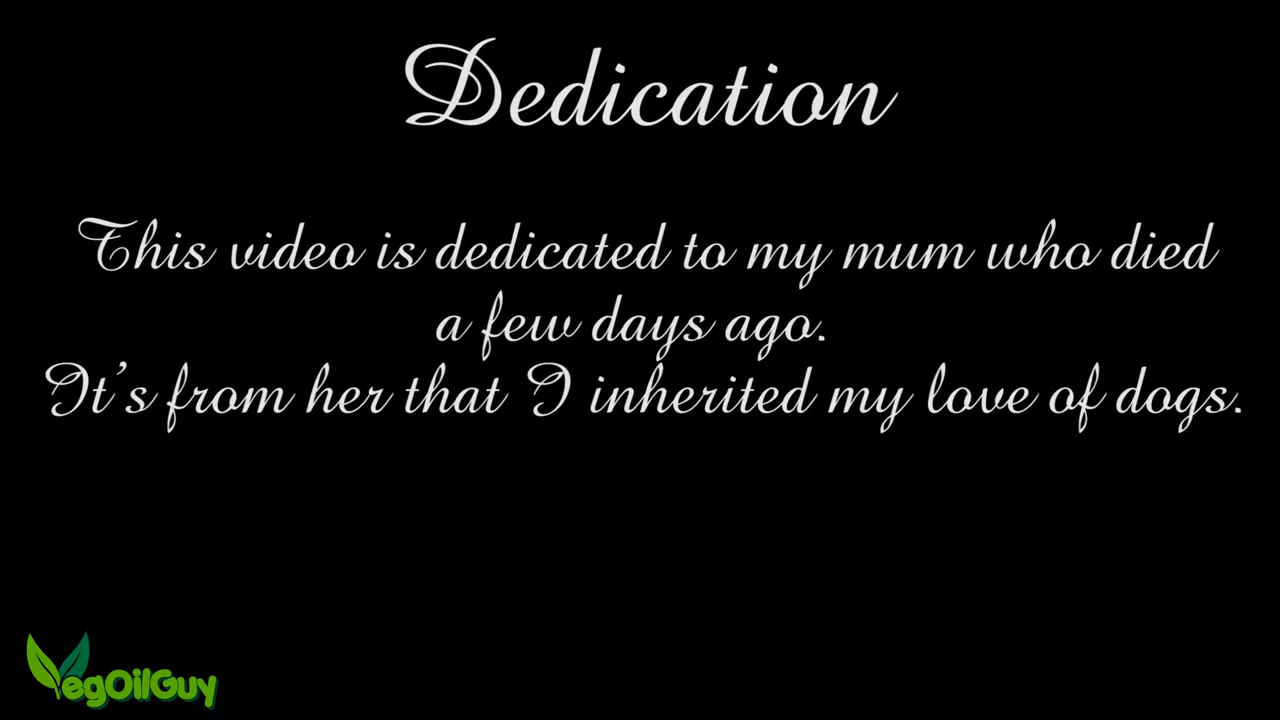 Dedication
This video is dedicated to my mum who died
a few days ago.
It's from her that I inherited my love of dogs.
VegOilGuy